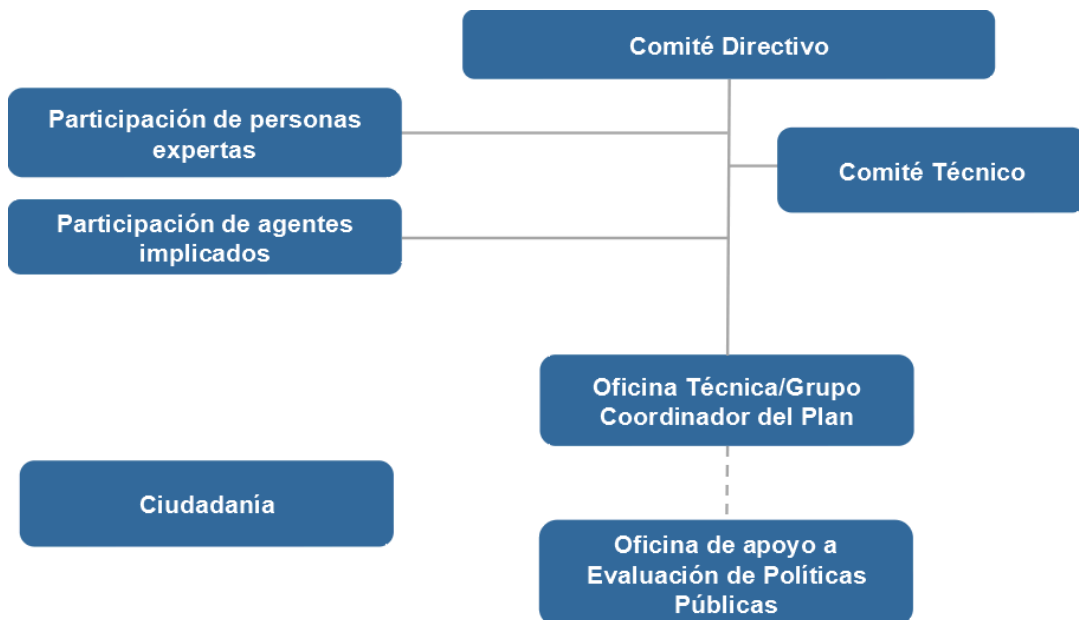 Comité Directivo
Participación de personas
expertas
Comité Técnico
Participación de agentes
implicados
Oficina Técnica/Grupo
Coordinador del Plan
Ciudadanía
Oficina de apoyo a
Evaluación de Políticas
Públicas